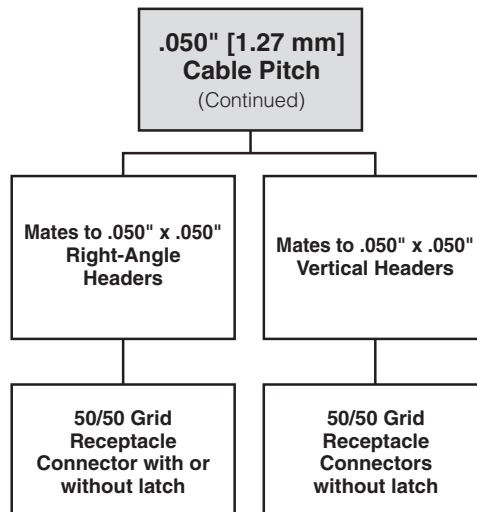 .050" [1.27 mm]
Cable Pitch
(Continued)
Mates to .050" x .050"
Right-Angle
Headers
Mates to .050" x .050"
Vertical Headers
50/50 Grid
Receptacle
Connector with or
without latch
50/50 Grid
Receptacle
Connectors
without latch